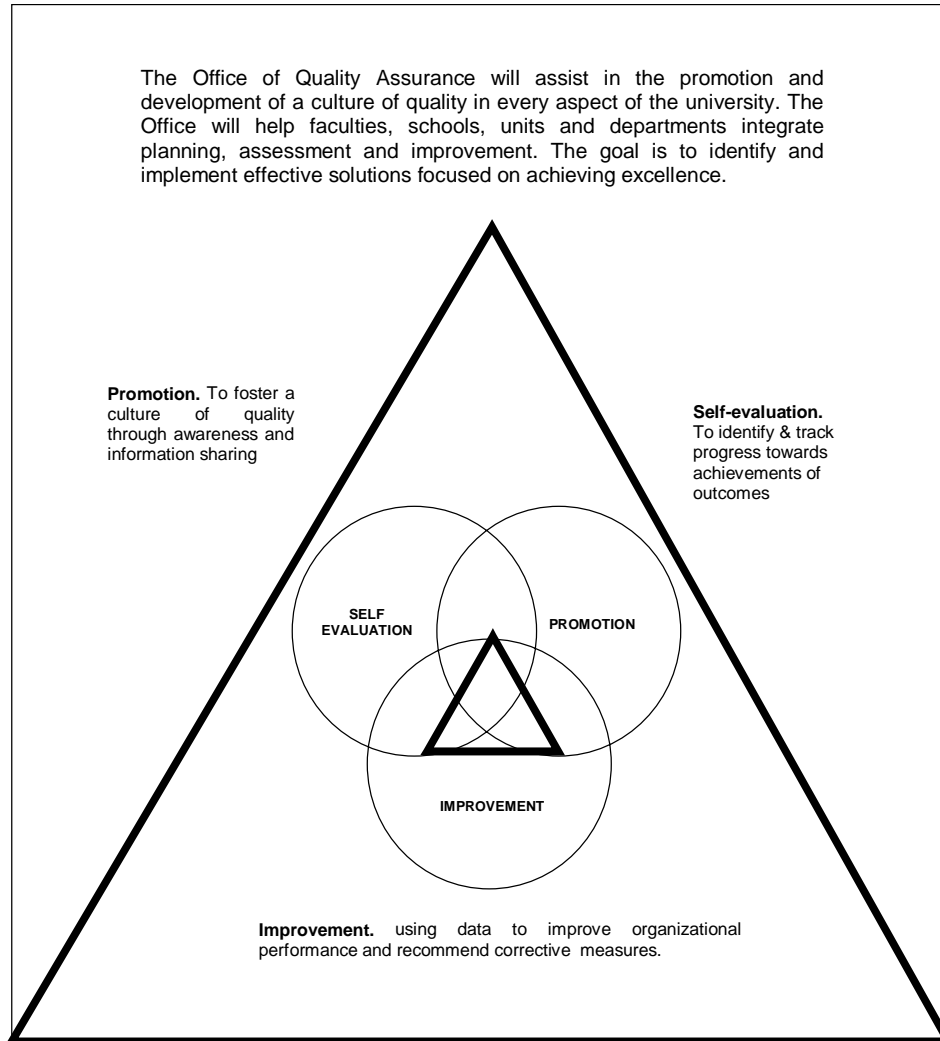 The Office of Quality Assurance will assist in the promotion and
development of a culture of quality in every aspect of the university. The
Office will help faculties, schools, units and departments integrate
planning, assessment and improvement. The goal is to identify and
implement effective solutions focused on achieving excellence.
Promotion. To foster a
culture of quality
through awareness and
information sharing
Self-evaluation.
To identify & track
progress towards
achievements of
outcomes
SELF
EVALUATION
PROMOTION
IMPROVEMENT
Improvement. using data to improve organizational
performance and recommend corrective measures.